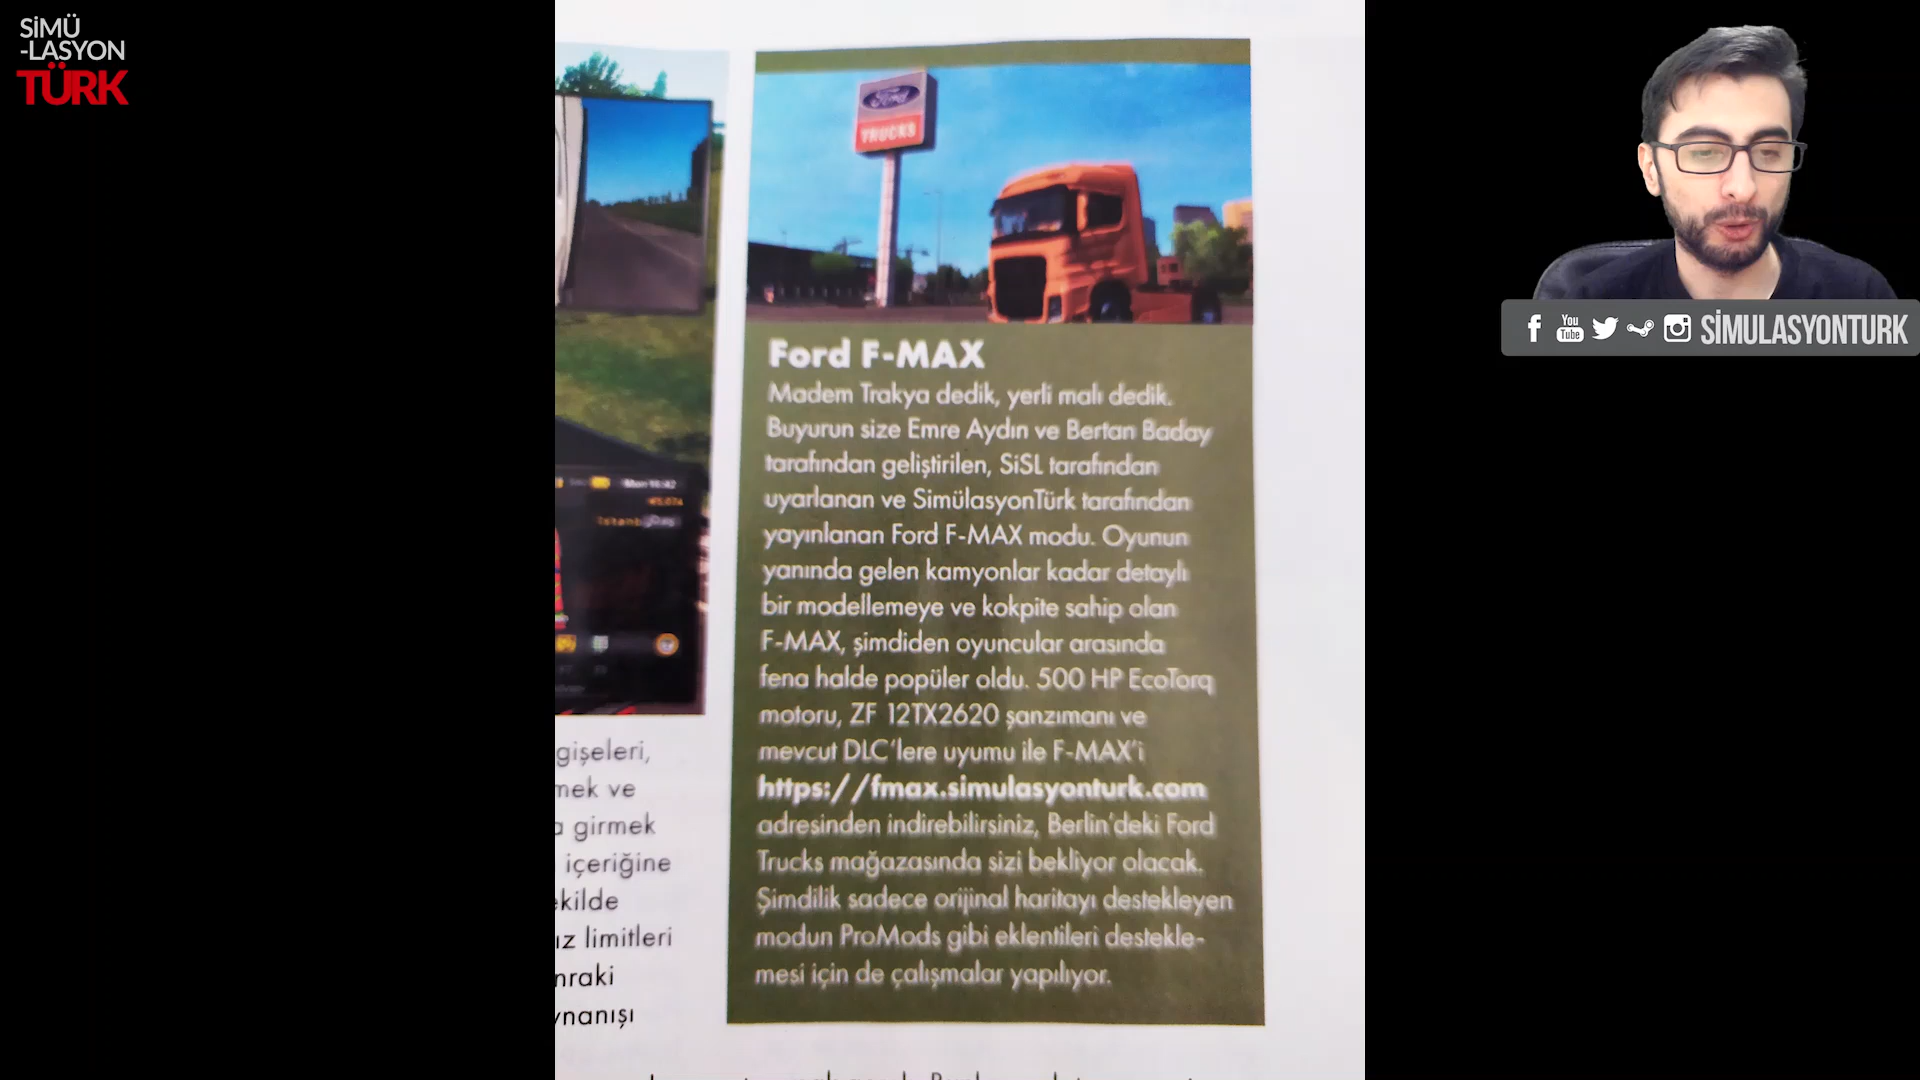 SİMÜ
-LASYON
TÜRK
Ford
TRUCKS
Ford F-MAX
Madem Trakya dedik, yerli malı dedik.
Buyurun size Emre Aydın ve Bertan Baday
tarafından geliştirilen, SiSL tarafından
uyarlanan ve SimülasyonTürk tarafından
yayınlanan Ford F-MAX modu. Oyunun
yanında gelen kamyonlar kadar detaylı
bir modellemeye ve kokpite sahip olan
F-MAX, şimdiden oyuncular arasında
fena halde popüler oldu. 500 HP EcoTorq
motoru, ZF 12TX2620 şanzımanı ve
mevcut DLC'lere uyumu ile F-MAX'i
https://fmax.simulasyonturk.com
adresinden indirebilirsiniz, Berlin'deki Ford
Trucks mağazasında sizi bekliyor olacak.
Şimdilik sadece orijinal haritayı destekleyen
modun ProMods gibi eklentileri destekle-
mesi için de çalışmalar yapılıyor.
gişeleri,
mek ve
girmek
içeriğine
ekilde
ız limitleri
nraki
ynanışı
You
Tube
SİMULASYONTURK